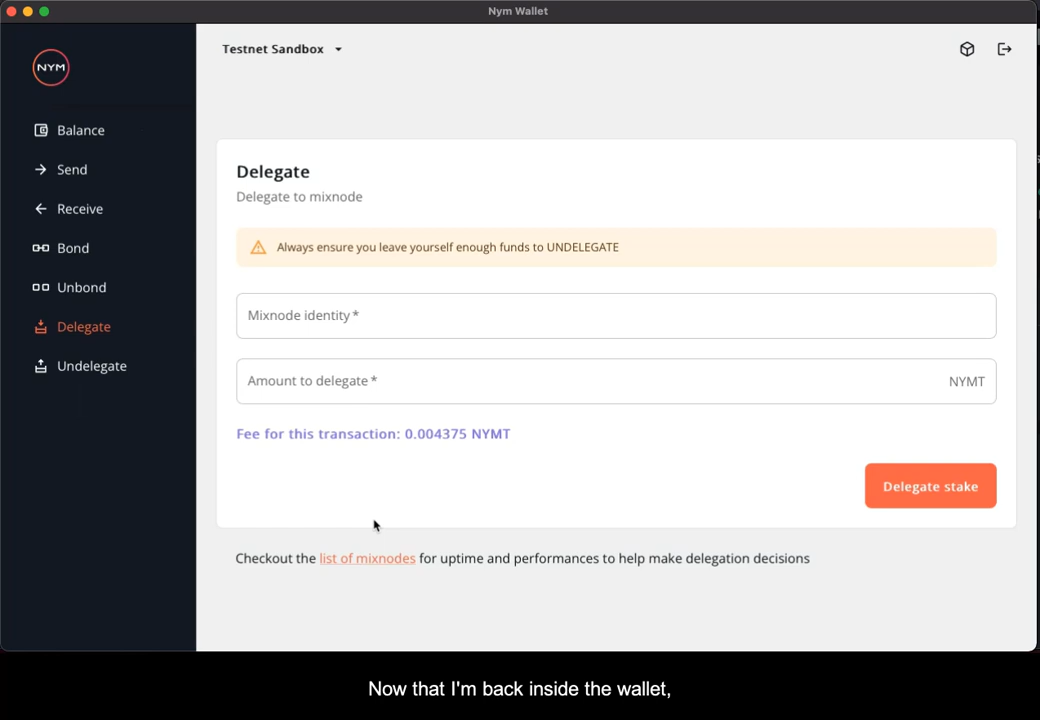 Nym Wallet
NYM
Testnet Sandbox
Balance
Send
Receive
Bond
Unbond
Delegate
Undelegate
Delegate
Delegate to mixnode
Always ensure you leave yourself enough funds to UNDELEGATE
Mixnode identity *
Amount to delegate * NYMT
Fee for this transaction: 0.004375 NYMT
Delegate stake
Checkout the list of mixnodes for uptime and performances to help make delegation decisions
Now that I'm back inside the wallet,